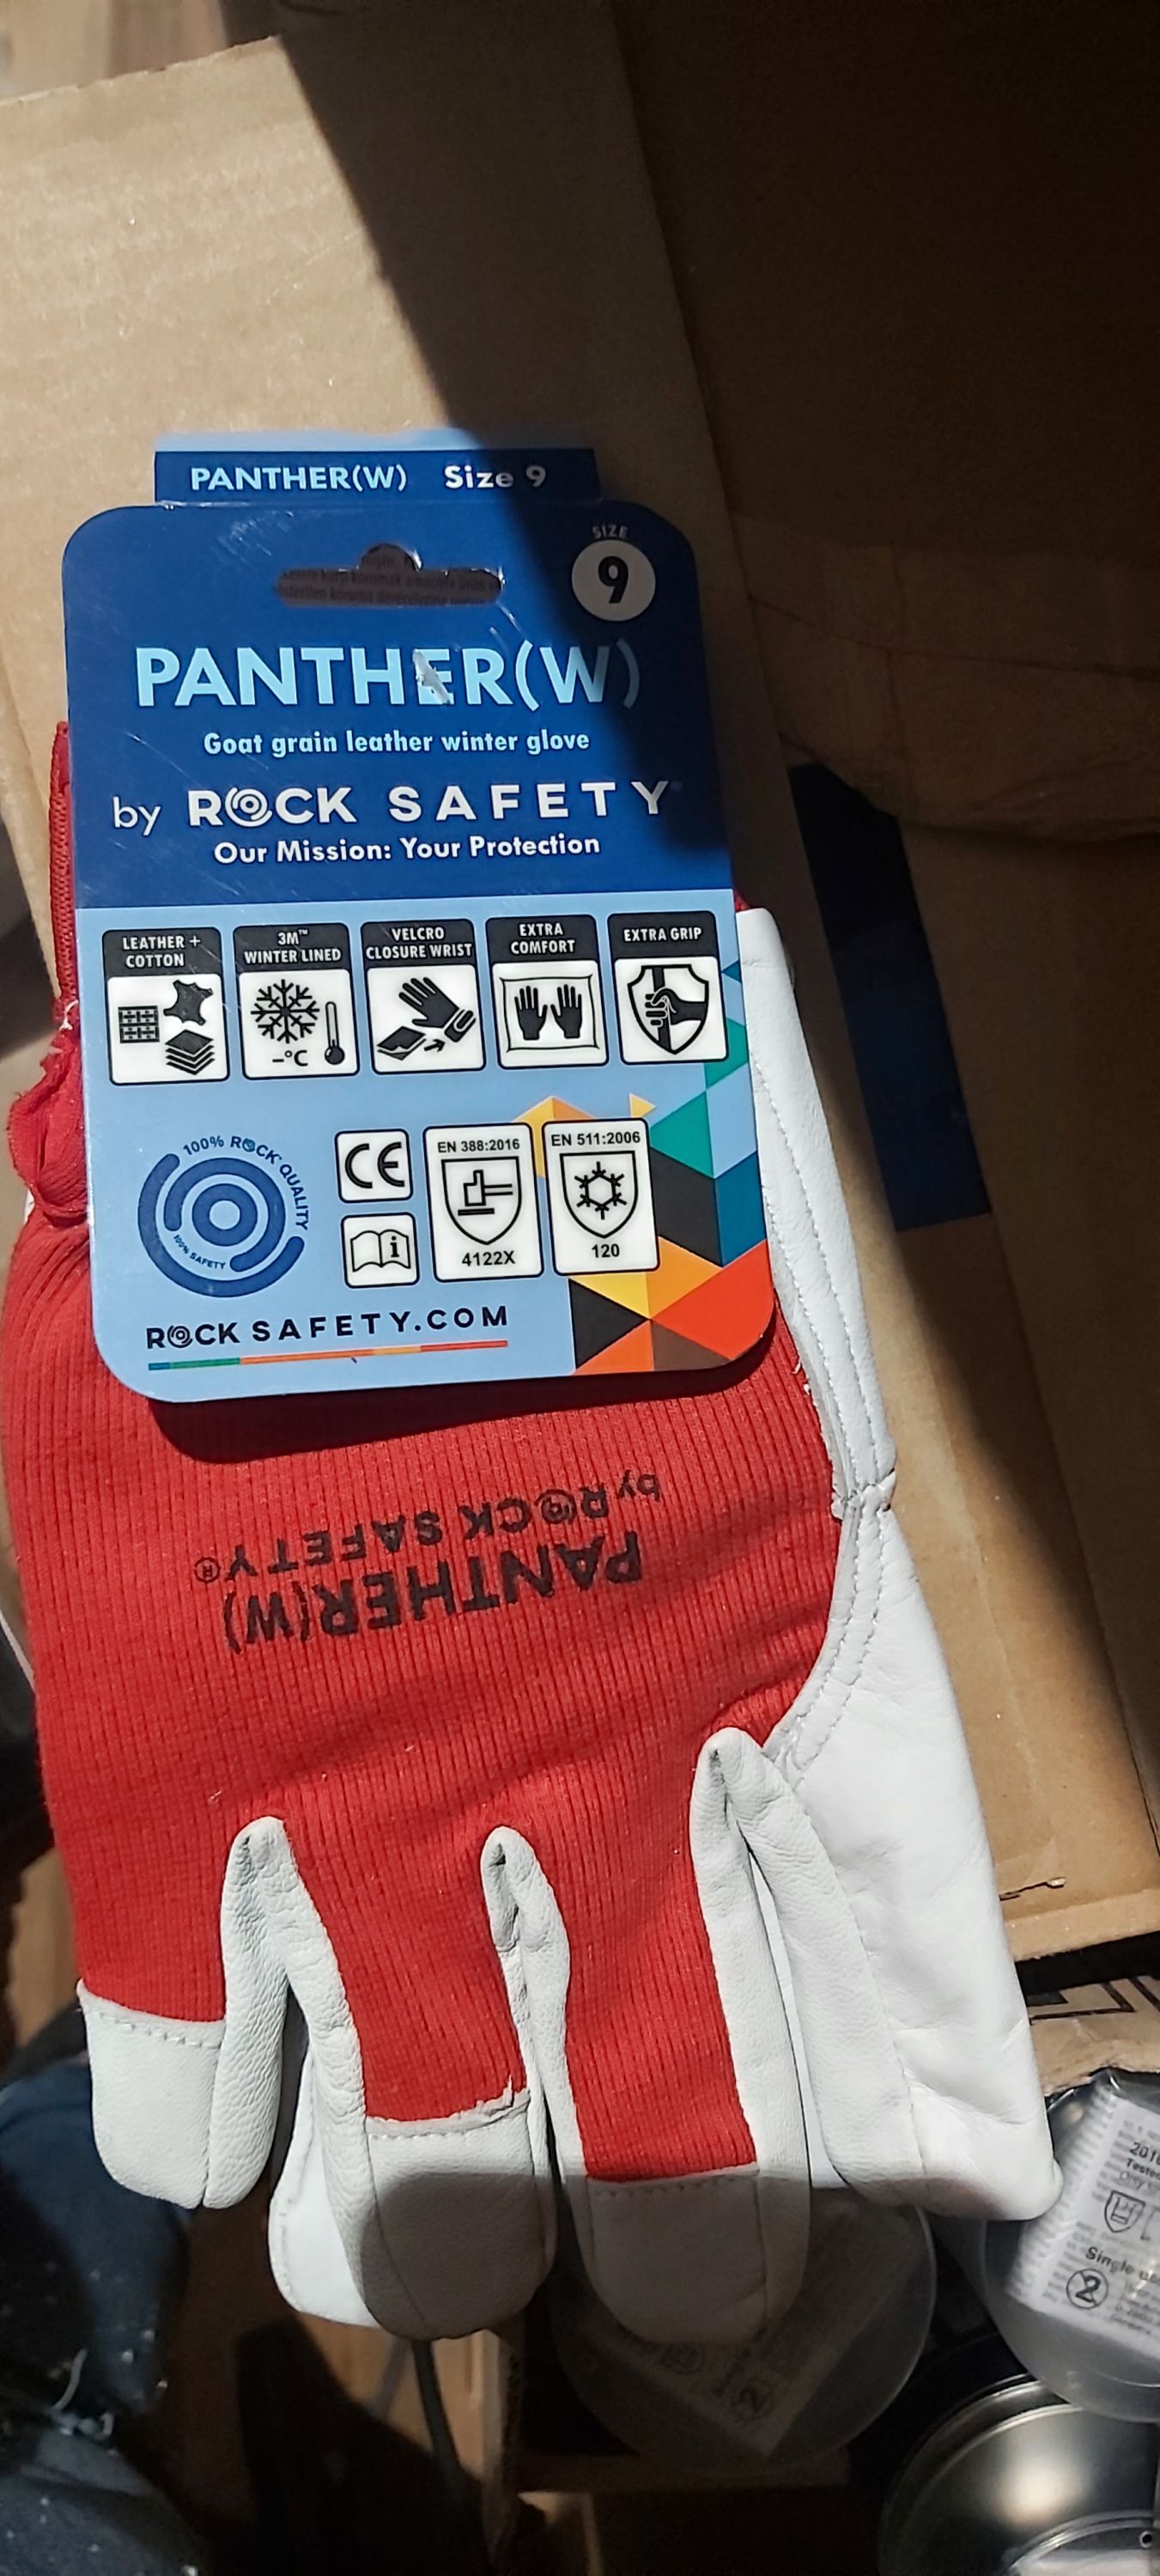 PANTHER(W) Size 9
SIZE
9
PANTHER(W)
Goat grain leather winter glove
by ROCK SAFETY
Our Mission: Your Protection
LEATHER +
COTTON
3M™
WINTER LINED
-°C
VELCRO
CLOSURE WRIST
EXTRA
COMFORT
EXTRA GRIP
100% ROCK QUALITY
100% SAFETY
CE
i
EN 388:2016
4122X
EN 511:2006
120
ROCK SAFETY.COM
PANTHER(W)
by ROCK SAFETY®
Single
2